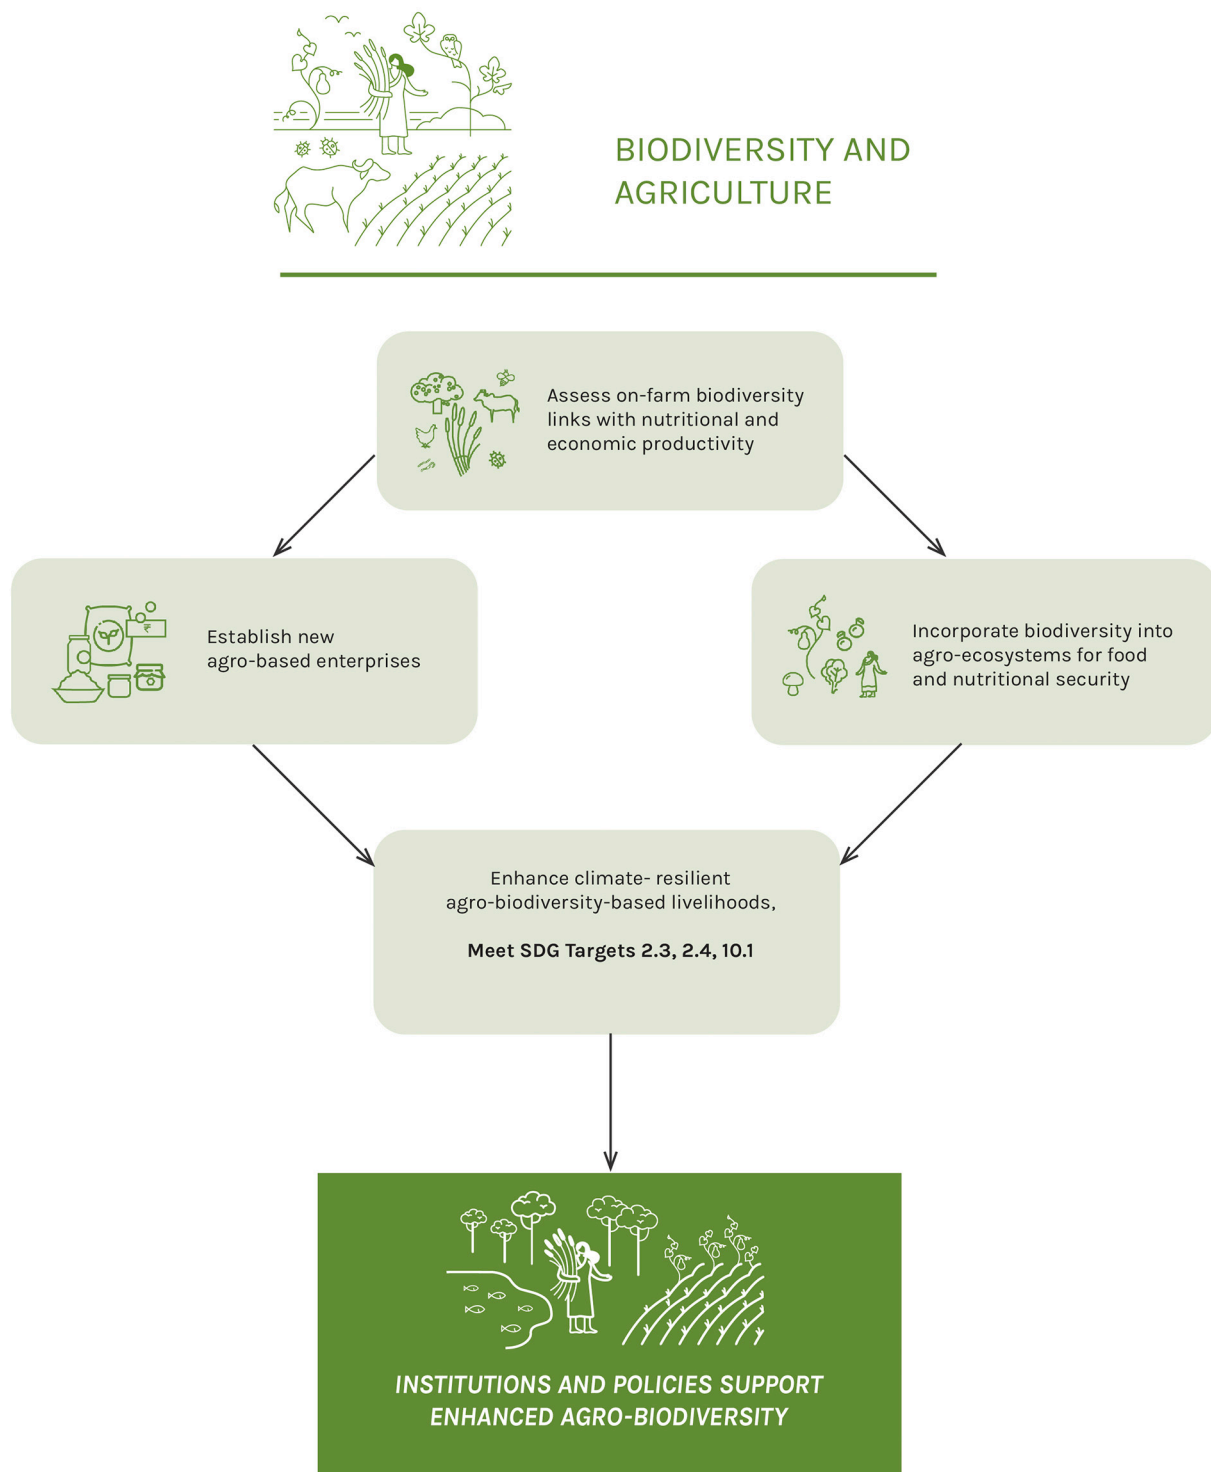 BIODIVERSITY AND
AGRICULTURE
Assess on-farm biodiversity
links with nutritional and
economic productivity
₹
Establish new
agro-based enterprises
Incorporate biodiversity into
agro-ecosystems for food
and nutritional security
Enhance climate- resilient
agro-biodiversity-based livelihoods,
Meet SDG Targets 2.3, 2.4, 10.1
INSTITUTIONS AND POLICIES SUPPORT
ENHANCED AGRO-BIODIVERSITY